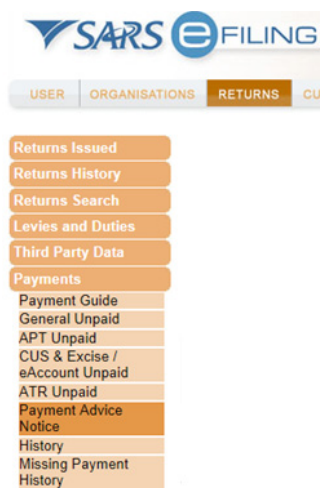 SARS eFILING
USER ORGANISATIONS RETURNS CU
Returns Issued
Returns History
Returns Search
Levies and Duties
Third Party Data
Payments
Payment Guide
General Unpaid
APT Unpaid
CUS & Excise /
eAccount Unpaid
ATR Unpaid
Payment Advice
Notice
History
Missing Payment
History